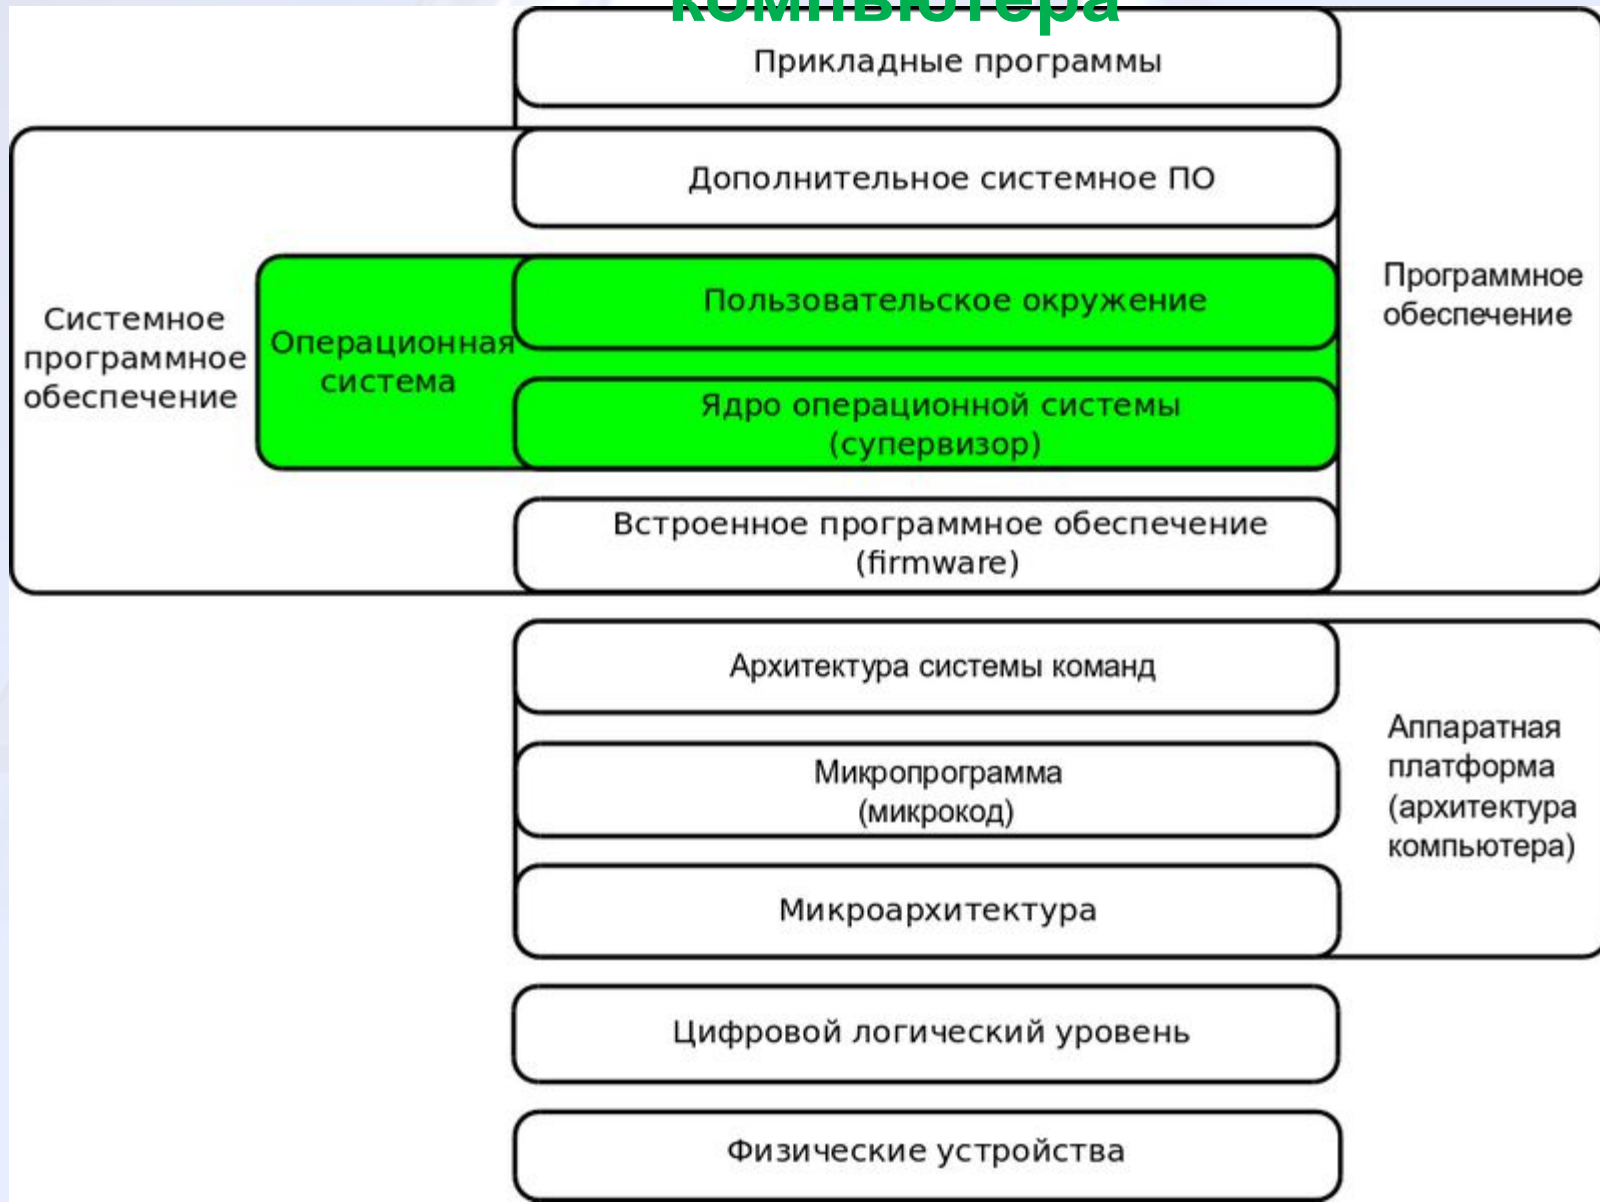 компьютера
Прикладные программы
Дополнительное системное ПО
Пользовательское окружение
Программное
обеспечение
Системное
программное
обеспечение
Операционная
система
Ядро операционной системы
(супервизор)
Встроенное программное обеспечение
(firmware)
Архитектура системы команд
Микропрограмма
(микрокод)
Аппаратная
платформа
(архитектура
компьютера)
Микроархитектура
Цифровой логический уровень
Физические устройства